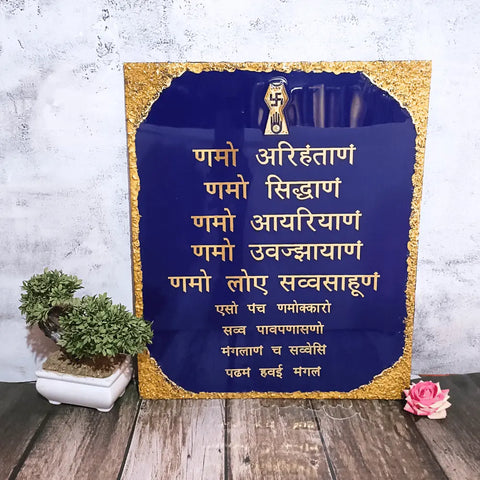 णमो अरिहंताणं
णमो सिद्धाणं
णमो आयरियाणं
णमो उवज्झायाणं
णमो लोए सव्वसाहूणं
एसो पंच णमोक्कारो
सव्व पावपणासणो
मंगलाणं च सव्वेसिं
पढमं हवई मंगलं